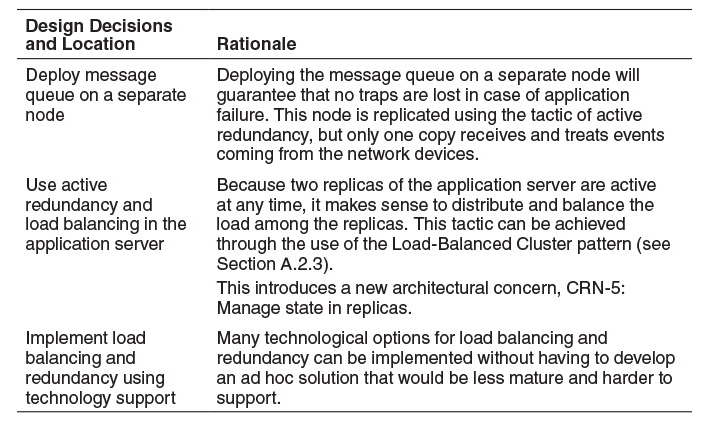 Design Decisions
and Location
Rationale
Deploy message
queue on a separate
node
Deploying the message queue on a separate node will
guarantee that no traps are lost in case of application
failure. This node is replicated using the tactic of active
redundancy, but only one copy receives and treats events
coming from the network devices.
Use active
redundancy and
load balancing in the
application server
Because two replicas of the application server are active
at any time, it makes sense to distribute and balance the
load among the replicas. This tactic can be achieved
through the use of the Load-Balanced Cluster pattern (see
Section A.2.3).
This introduces a new architectural concern, CRN-5:
Manage state in replicas.
Implement load
balancing and
redundancy using
technology support
Many technological options for load balancing and
redundancy can be implemented without having to develop
an ad hoc solution that would be less mature and harder to
support.